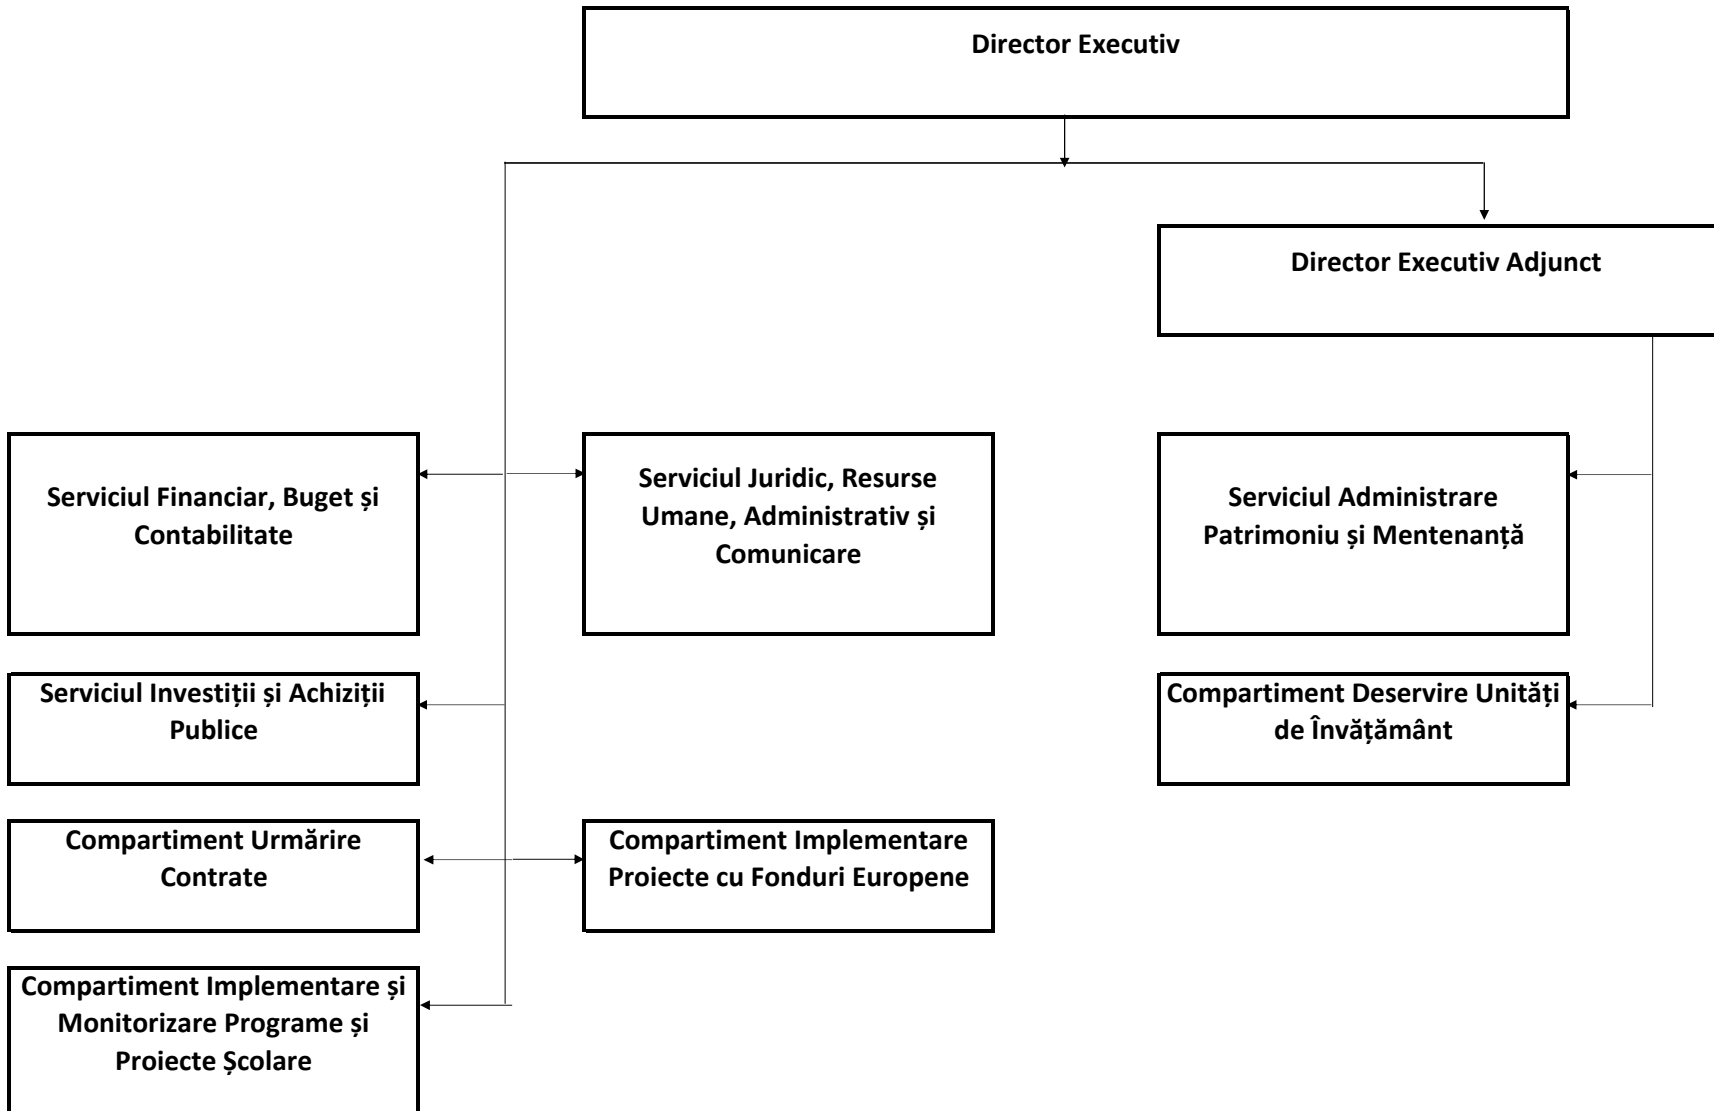 Director Executiv
Director Executiv Adjunct
Serviciul Financiar, Buget și
Contabilitate
Serviciul Juridic, Resurse
Umane, Administrativ și
Comunicare
Serviciul Administrare
Patrimoniu și Mentenanță
Serviciul Investiții și Achiziții
Publice
Compartiment Deservire Unități
de Învățământ
Compartiment Urmărire
Contrate
Compartiment Implementare
Proiecte cu Fonduri Europene
Compartiment Implementare și
Monitorizare Programe și
Proiecte Școlare